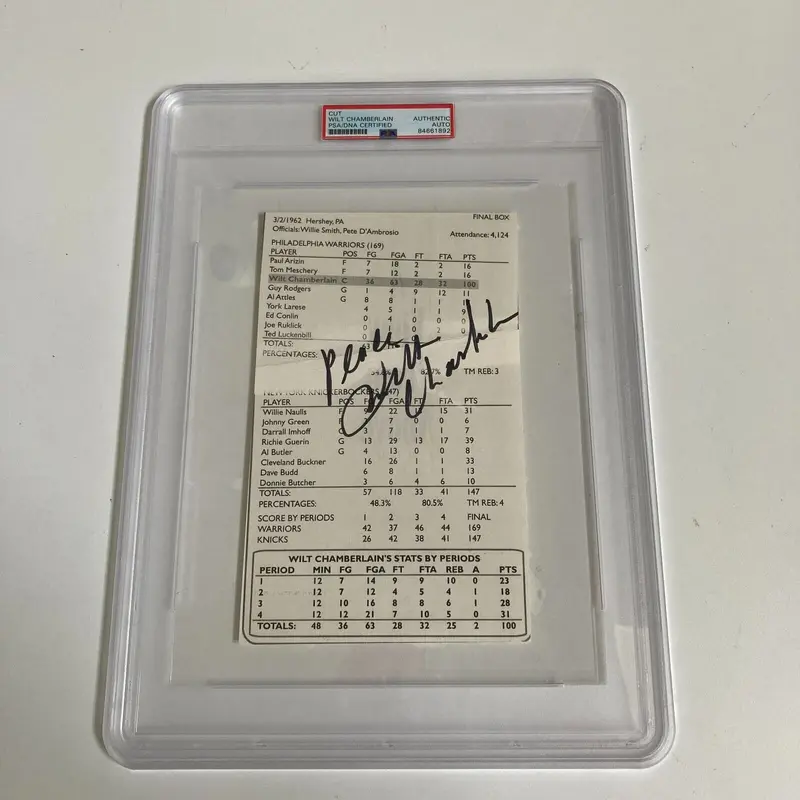 CUT
WILT CHAMBERLAIN AUTHENTIC
PSA/DNA CERTIFIED AUTO
84661892
3/2/1962 Hershey, PA FINAL BOX
Officials: Willie Smith, Pete D'Ambrosio
Attendance: 4,124
PHILADELPHIA WARRIORS (169)
PLAYER POS FG FGA FT FTA PTS
Paul Arizin F 7 18 2 2 16
Tom Meschery F 7 12 2 2 16
Wilt Chamberlain C 36 63 28 32 100
Guy Rodgers G 1 4 9 12 11
Al Attles G 8 8 1 1
York Larese 4 5 1 1 9
Ed Conlin 0 4 0 0 0
Joe Ruklick 0 0 0
Ted Luckenbill 0 2 0
TOTALS:
PERCENTAGES:
TM REB: 3
Peace
Wilt
Chamberlain
NEW YORK KNICKERBOCKERS
PLAYER POS FG FGA FTA PTS
Willie Naulls F 9 22 15 31
Johnny Green F 7 0 0 6
Darrall Imhoff 3 7 1 1 7
Richie Guerin G 13 29 13 17 39
Al Butler G 4 13 0 0 8
Cleveland Buckner 16 26 1 1 33
Dave Budd 6 8 1 1 13
Donnie Butcher 3 6 4 6 10
TOTALS: 57 118 33 41 147
PERCENTAGES: 48.3% 80.5% TM REB: 4
SCORE BY PERIODS 1 2 3 4 FINAL
WARRIORS 42 37 46 44 169
KNICKS 26 42 38 41 147
WILT CHAMBERLAIN'S STATS BY PERIODS
PERIOD MIN FG FGA FT FTA REB A PTS
1 12 7 14 9 9 10 0 23
2 12 7 12 4 5 4 1 18
3 12 10 16 8 8 6 1 28
4 12 12 21 7 10 5 0 31
TOTALS: 48 36 63 28 32 25 2 100